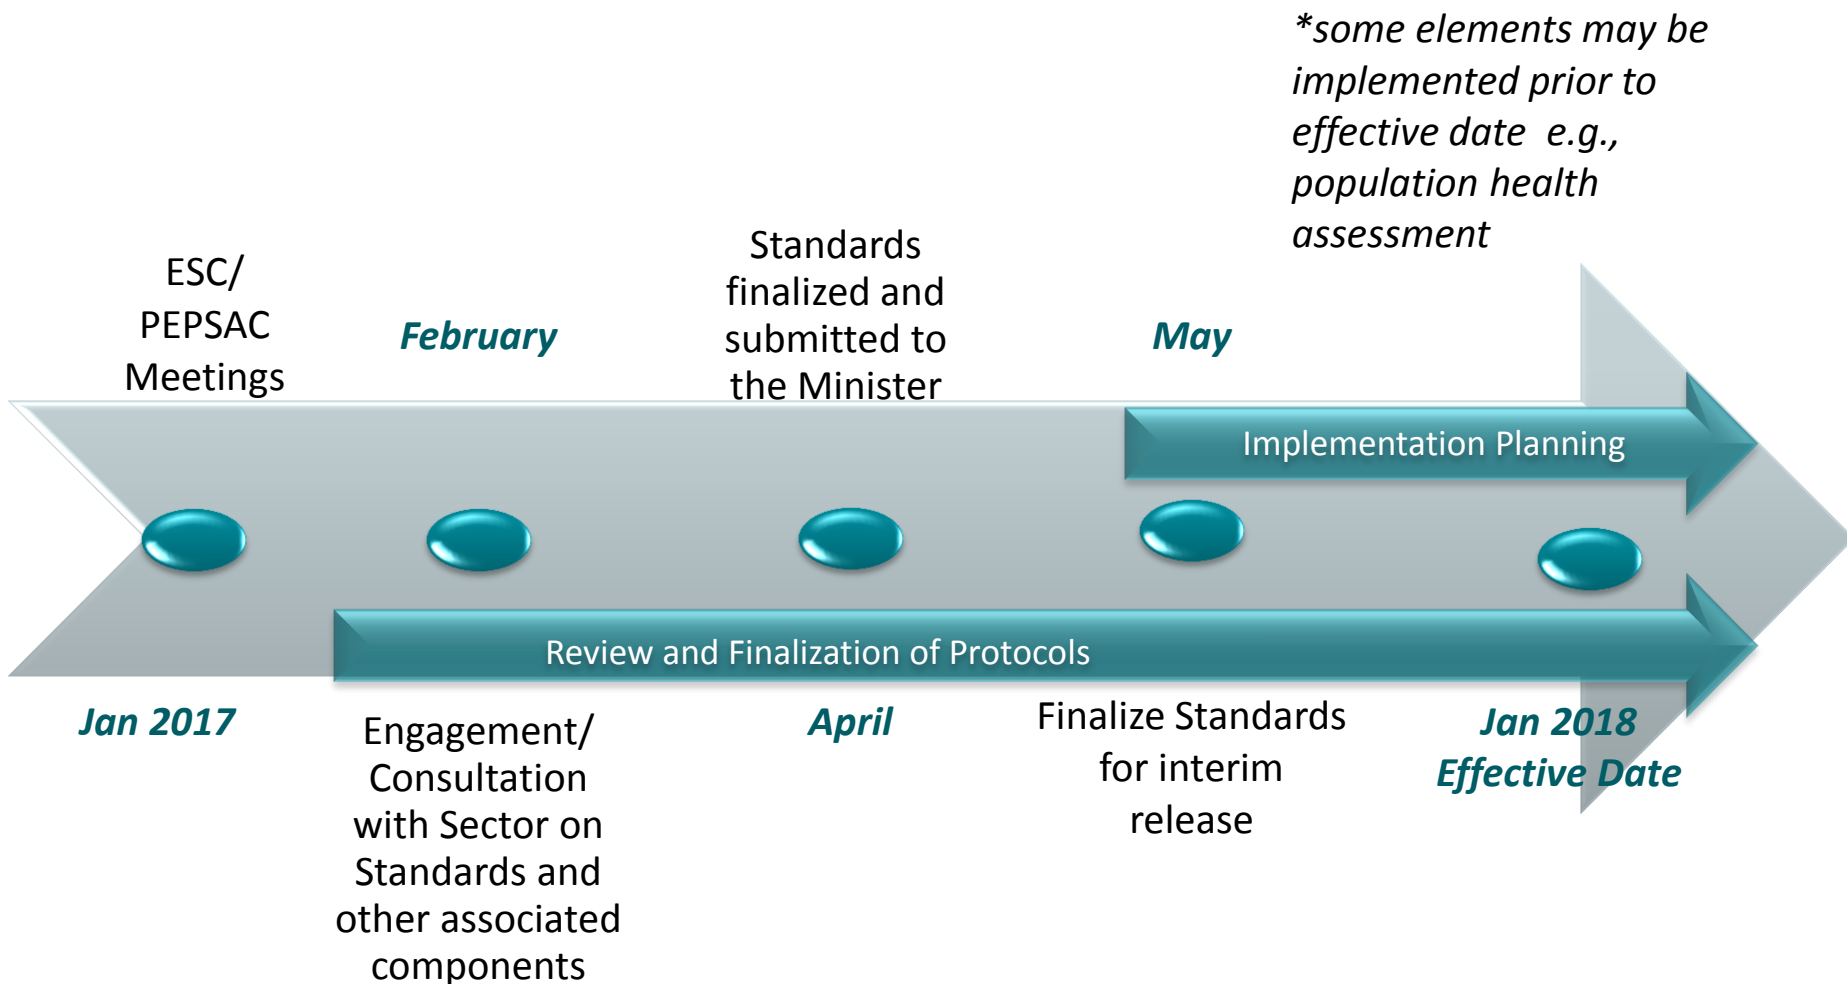 *some elements may be
implemented prior to
effective date  e.g.,
population health
assessment
ESC/
PEPSAC
Meetings
February
Standards
finalized and
submitted to
the Minister
May
Implementation Planning
Review and Finalization of Protocols
Jan 2017
Engagement/
Consultation
with Sector on
Standards and
other associated
components
April
Finalize Standards
for interim
release
Jan 2018
Effective Date